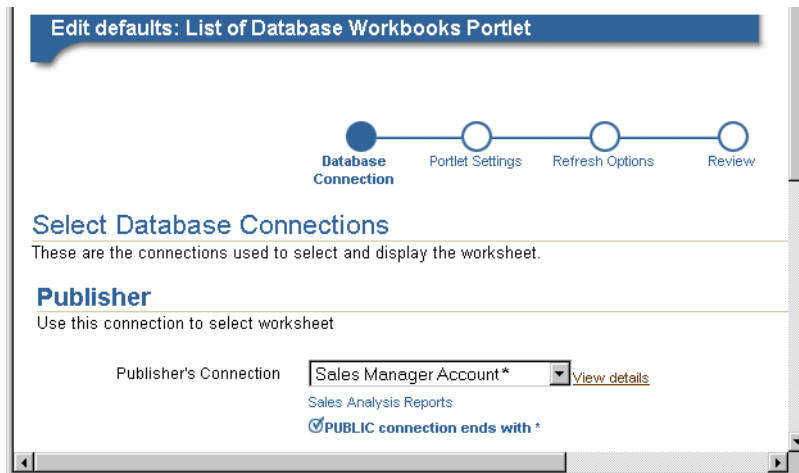 Edit defaults: List of Database Workbooks Portlet
Database Connection
Portlet Settings
Refresh Options
Review
Select Database Connections
These are the connections used to select and display the worksheet.
Publisher
Use this connection to select worksheet
Publisher's Connection
Sales Manager Account*
View details
Sales Analysis Reports
PUBLIC connection ends with *